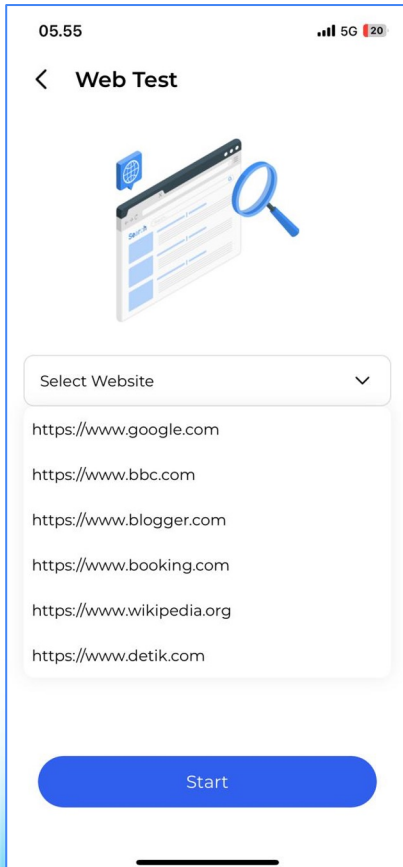 05.55
5G 20
Web Test
Search
Select Website
https://www.google.com
https://www.bbc.com
https://www.blogger.com
https://www.booking.com
https://www.wikipedia.org
https://www.detik.com
Start